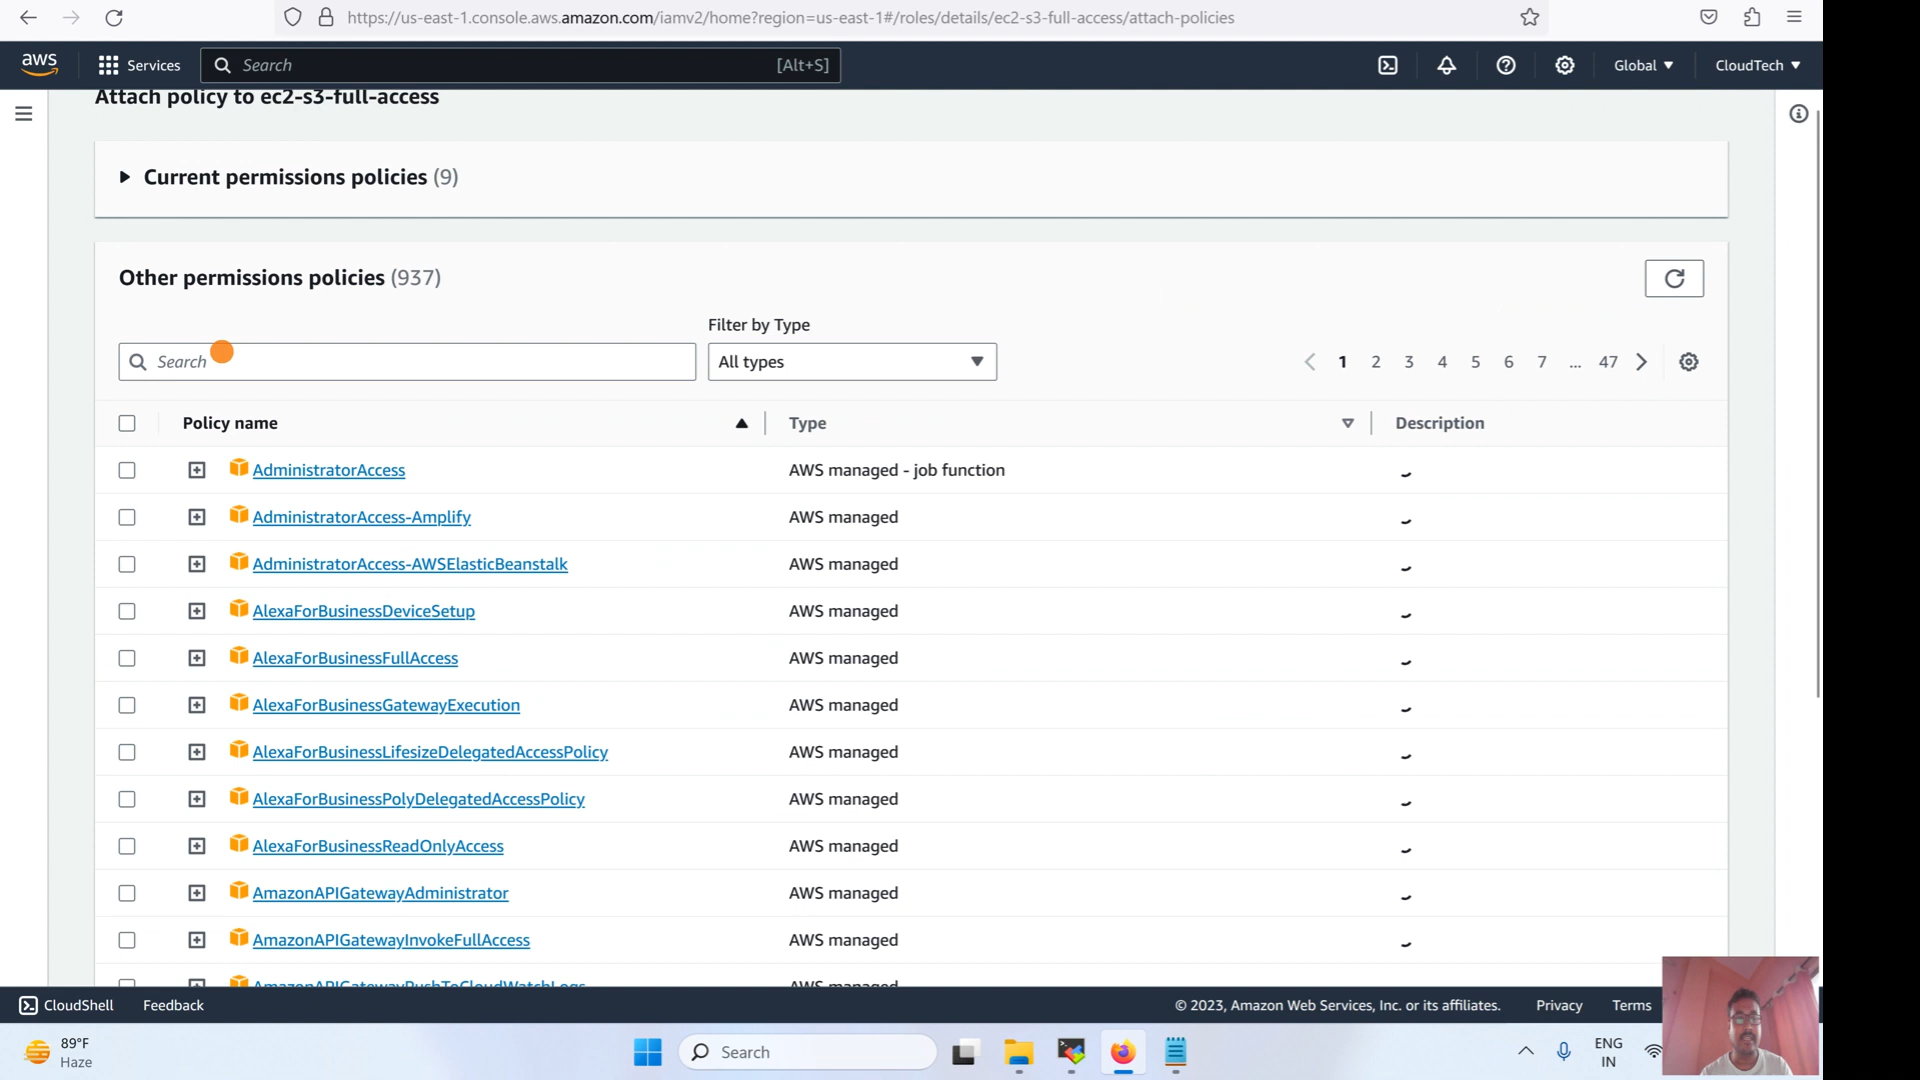 https://us-east-1.console.aws.amazon.com/iamv2/home?region=us-east-1#/roles/details/ec2-s3-full-access/attach-policies
aws Services Search [Alt+S] Global CloudTech
Attach policy to ec2-s3-full-access
Current permissions policies (9)
Other permissions policies (937)
Filter by Type
Search All types 1 2 3 4 5 6 7 ... 47
Policy name Type Description
AdministratorAccess AWS managed - job function
AdministratorAccess-Amplify AWS managed
AdministratorAccess-AWSElasticBeanstalk AWS managed
AlexaForBusinessDeviceSetup AWS managed
AlexaForBusinessFullAccess AWS managed
AlexaForBusinessGatewayExecution AWS managed
AlexaForBusinessLifesizeDelegatedAccessPolicy AWS managed
AlexaForBusinessPolyDelegatedAccessPolicy AWS managed
AlexaForBusinessReadOnlyAccess AWS managed
AmazonAPIGatewayAdministrator AWS managed
AmazonAPIGatewayInvokeFullAccess AWS managed
AmazonAPIGatewayPushToCloudWatchLogs AWS managed
CloudShell Feedback © 2023, Amazon Web Services, Inc. or its affiliates. Privacy Terms
89°F
Haze
Search
ENG
IN